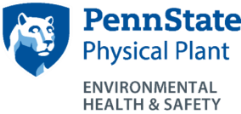 PennState
Physical Plant
ENVIRONMENTAL
HEALTH & SAFETY